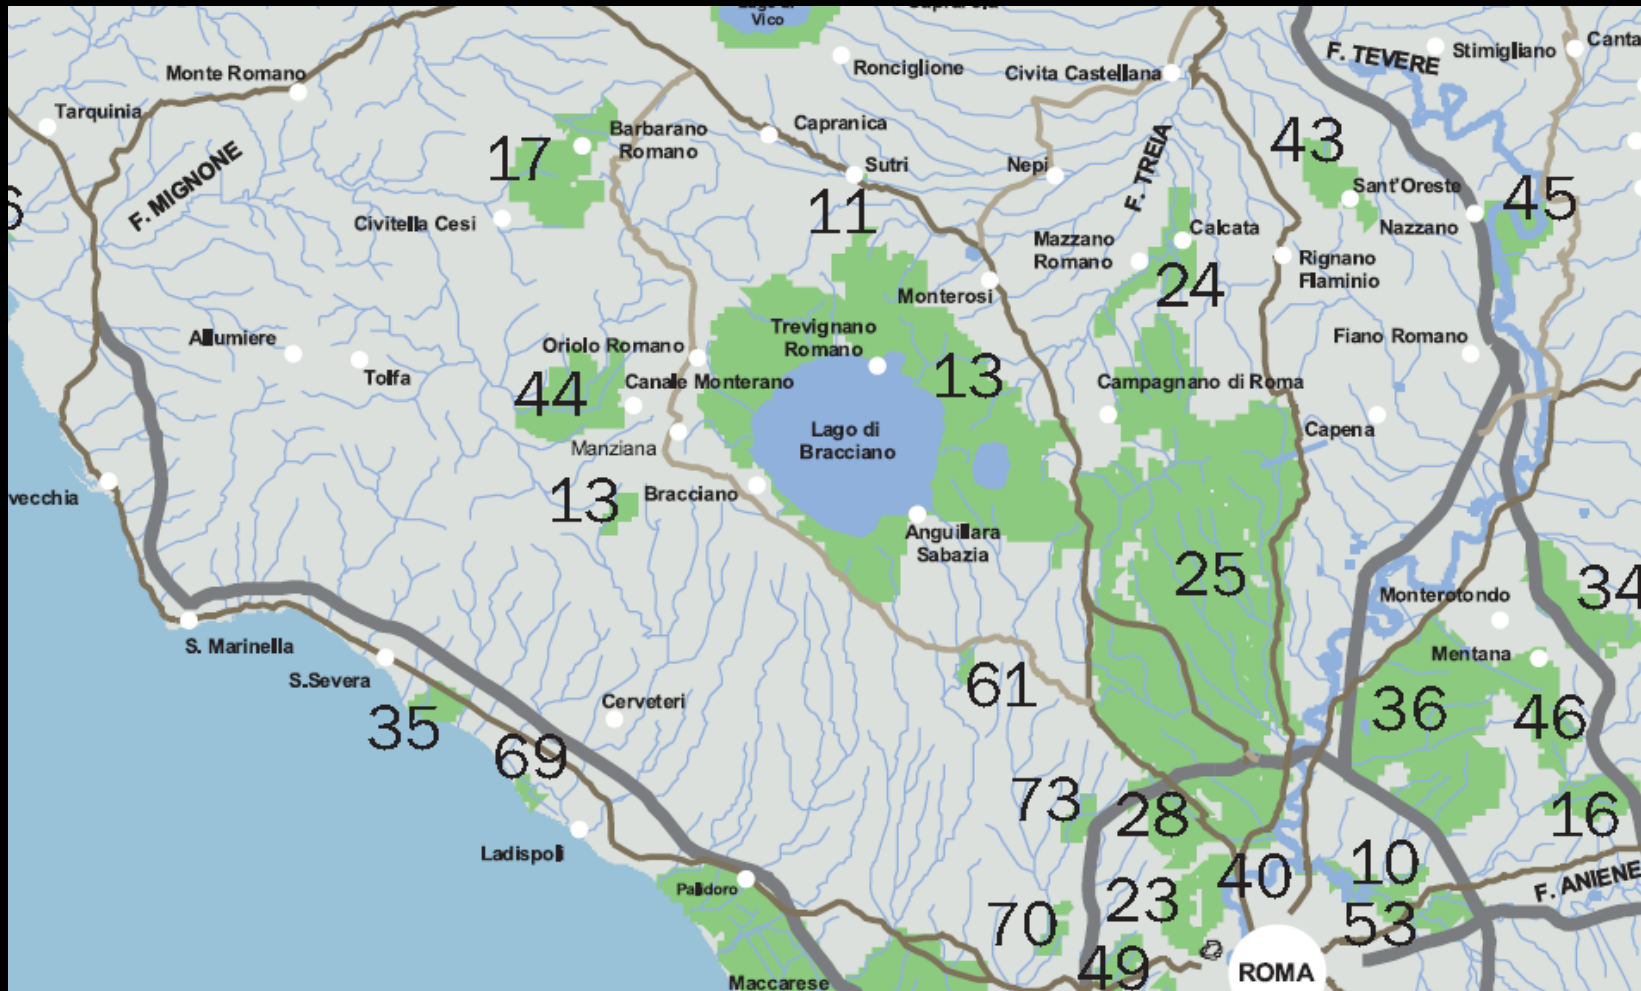 Lago di
Vico
Caprarola
F. TEVERE
Stimigliano
Canta
Ronciglione
Civita Castellana
Monte Romano
Tarquinia
Capranica
Barbarano
Romano
17
43
F. MIGNONE
F. TREIA
Sutri
Nepi
Sant'Oreste
45
11
Civitella Cesi
Calcata
Nazzano
Mazzano
Romano
24
Rignano
Flaminio
Monterosi
Allumiere
Trevignano
Romano
Fiano Romano
Oriolo Romano
Tolfa
44
Canale Monterano
13
Campagnano di Roma
Lago di
Bracciano
Capena
Manziana
vecchia
13
Bracciano
Anguillara
Sabazia
25
34
Monterotondo
S. Marinella
Mentana
S.Severa
61
35
Cerveteri
36
46
69
73
28
16
Ladispoli
40
10
Palidoro
F. ANIENE
23
70
53
49
ROMA
Maccarese